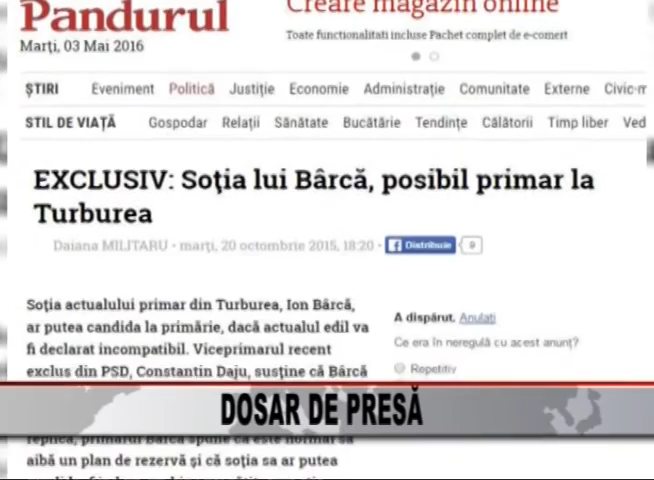 Pandurul
Creare magazin online
Marți, 03 Mai 2016
Toate functionalitati incluse Pachet complet de e-comert
ȘTIRI Eveniment Politică Justiție Economie Administrație Comunitate Externe Civic-m
STIL DE VIAȚĂ Gospodar Relații Sănătate Bucătărie Tendințe Călătorii Timp liber Ved
EXCLUSIV: Soția lui Bârcă, posibil primar la
Turburea
Daiana MILITARU • marți, 20 octombrie 2015, 18:20 •
Distribuie 9
Soția actualului primar din Turburea, Ion Bârcă,
ar putea candida la primărie, dacă actualul edil va
fi declarat incompatibil. Viceprimarul recent
exclus din PSD, Constantin Daju, susține că Bârcă
A dispărut. Anulați
Ce era în neregulă cu acest anunț?
Repetitiv
DOSAR DE PRESĂ
replică, primarul Bârcă spune că este normal să
aibă un plan de rezervă și că soția sa ar putea